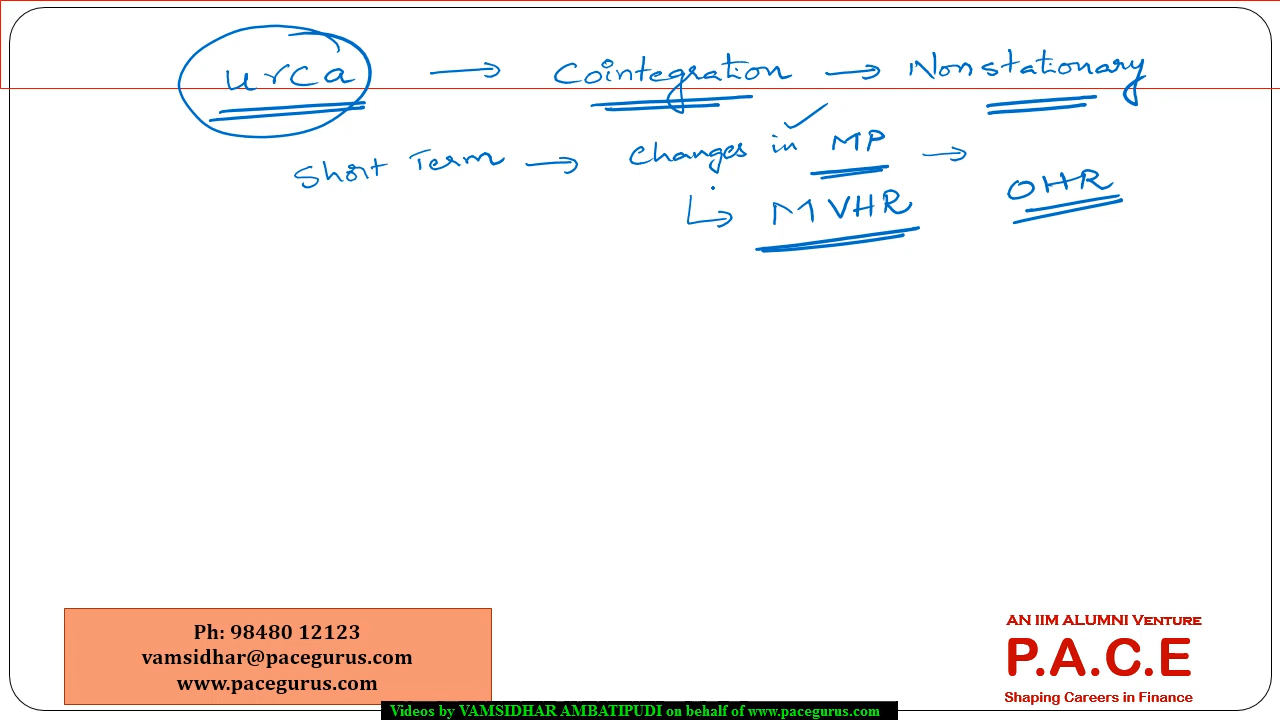 urca → Cointegration → Nonstationary
Short Term → Changes in MP →
↳ MVHR OHR
Ph: 98480 12123
vamsidhar@pacegurus.com
www.pacegurus.com
AN IIM ALUMNI VENTURE
P.A.C.E
Shaping Careers in Finance
Videos by VAMSIDHAR AMBATIPUDI on behalf of www.pacegurus.com